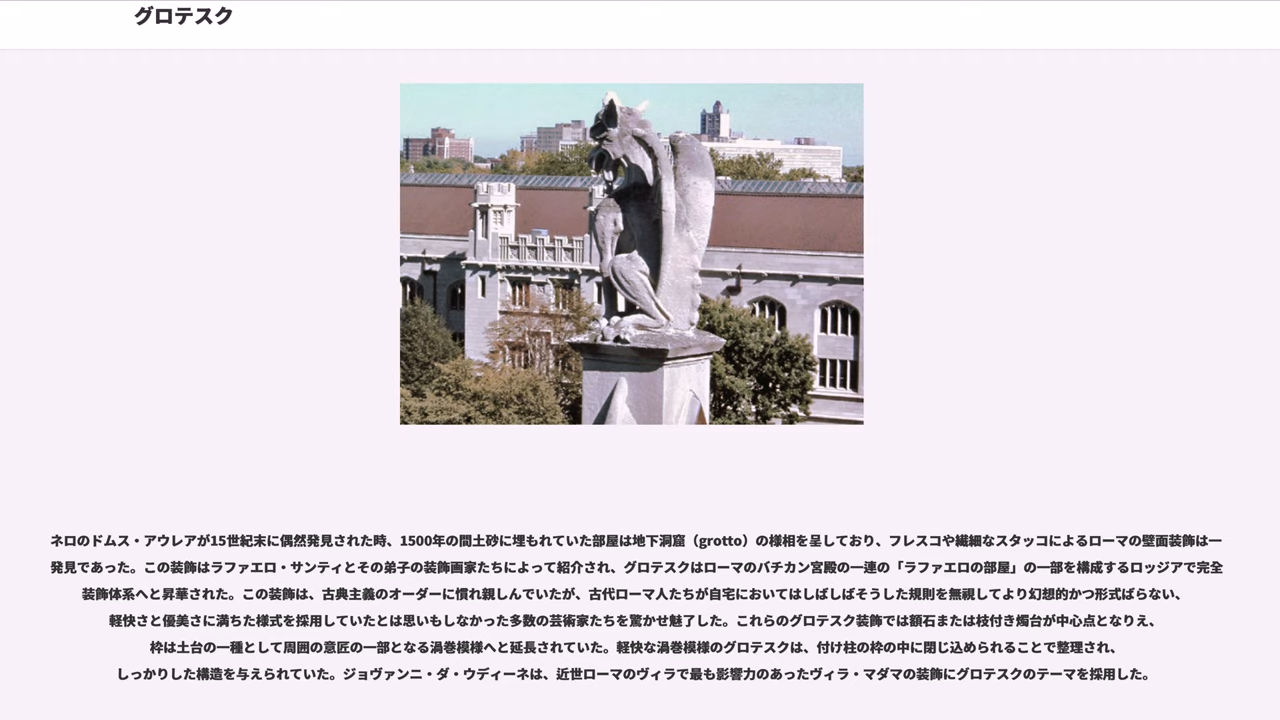 グロテスク
ネロのドムス・アウレアが15世紀末に偶然発見された時、1500年の間土砂に埋もれていた部屋は地下洞窟（grotto）の様相を呈しており、フレスコや繊細なスタッコによるローマの壁面装飾は一
発見であった。この装飾はラファエロ・サンティとその弟子の装飾画家たちによって紹介され、グロテスクはローマのバチカン宮殿の一連の「ラファエロの部屋」の一部を構成するロッジアで完全
装飾体系へと昇華された。この装飾は、古典主義のオーダーに慣れ親しんでいたが、古代ローマ人たちが自宅においてはしばしばそうした規則を無視してより幻想的かつ形式ばらない、
軽快さと優美さに満ちた様式を採用していたとは思いもしなかった多数の芸術家たちを驚かせ魅了した。これらのグロテスク装飾では額石または枝付き燭台が中心点となりえ、
枠は土台の一種として周囲の意匠の一部となる渦巻模様へと延長されていた。軽快な渦巻模様のグロテスクは、付け柱の枠の中に閉じ込められることで整理され、
しっかりした構造を与えられていた。ジョヴァンニ・ダ・ウディーネは、近世ローマのヴィラで最も影響力のあったヴィラ・マダマの装飾にグロテスクのテーマを採用した。